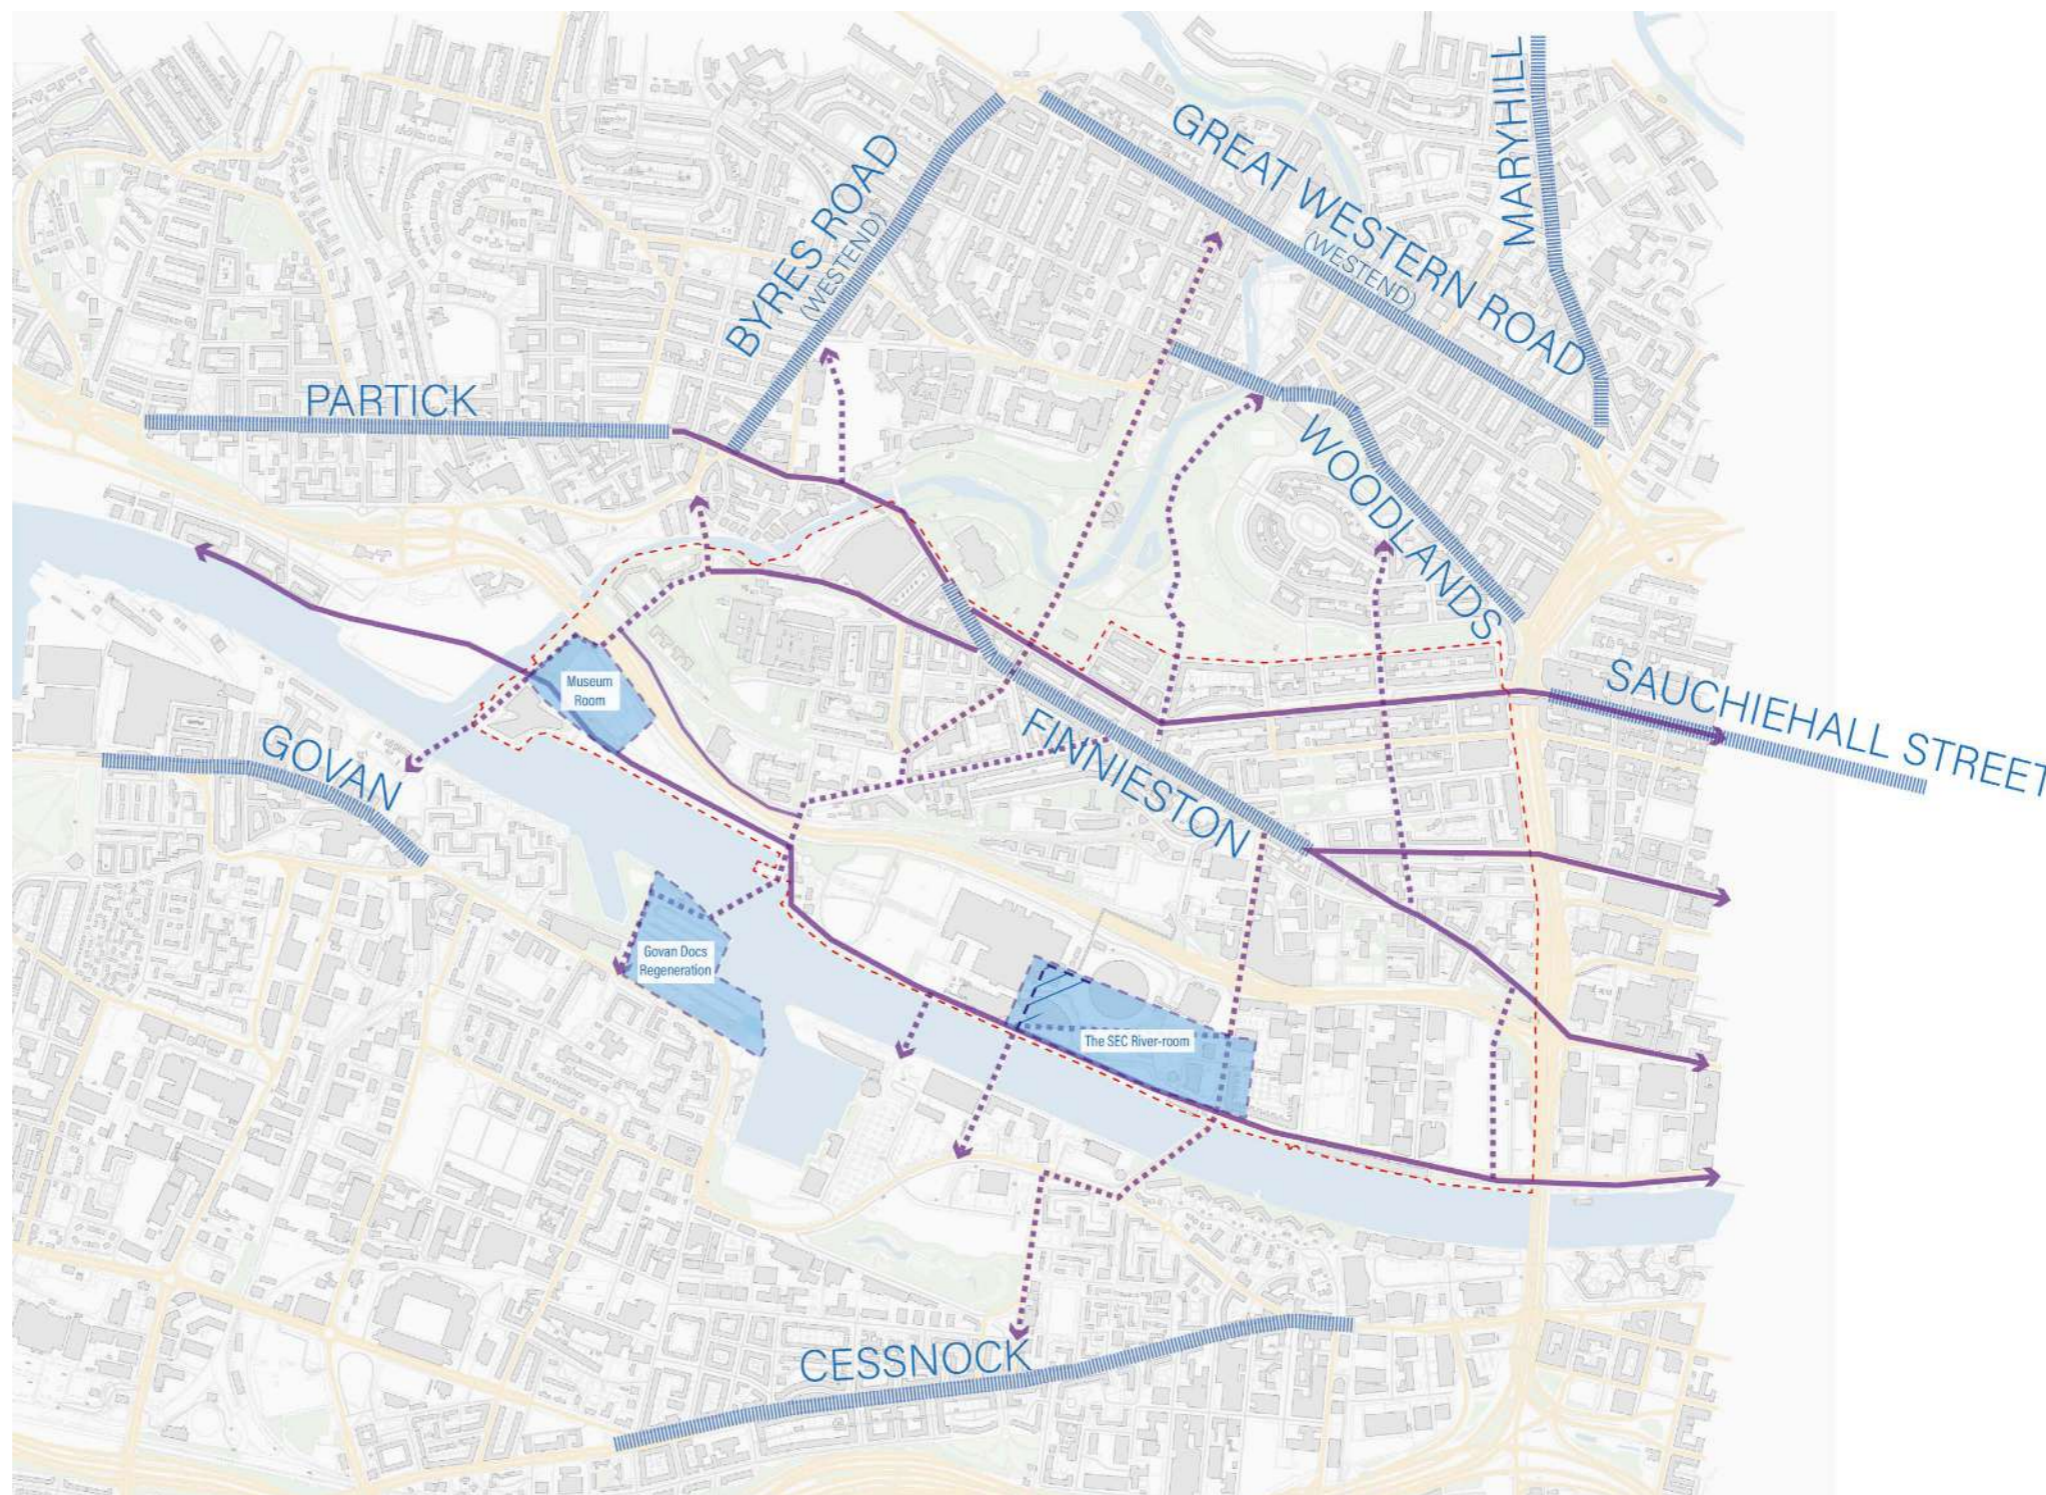 MARYHILL
GREAT WESTERN ROAD
(WESTEND)
BYRES ROAD
(WESTEND)
PARTICK
WOODLANDS
SAUCHIEHALL STREET
Museum
Room
GOVAN
FINNIESTON
Govan Docs
Regeneration
The SEC River-room
CESSNOCK